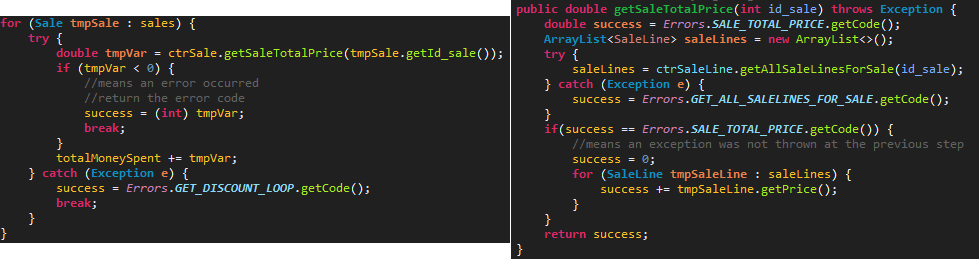 for (Sale tmpSale : sales) {
    try {
        double tmpVar = ctrSale.getSaleTotalPrice(tmpSale.getId_sale());
        if (tmpVar < 0) {
            //means an error occurred
            //return the error code
            success = (int) tmpVar;
            break;
        }
        totalMoneySpent += tmpVar;
    } catch (Exception e) {
        success = Errors.GET_DISCOUNT_LOOP.getCode();
        break;
    }
}
public double getSaleTotalPrice(int id_sale) throws Exception {
    double success = Errors.SALE_TOTAL_PRICE.getCode();
    ArrayList<SaleLine> saleLines = new ArrayList<>();
    try {
        saleLines = ctrSaleLine.getAllSaleLinesForSale(id_sale);
    } catch (Exception e) {
        success = Errors.GET_ALL_SALELINES_FOR_SALE.getCode();
    }
    if(success == Errors.SALE_TOTAL_PRICE.getCode()) {
        //means an exception was not thrown at the previous step
        success = 0;
        for (SaleLine tmpSaleLine : saleLines) {
            success += tmpSaleLine.getPrice();
        }
    }
    return success;
}